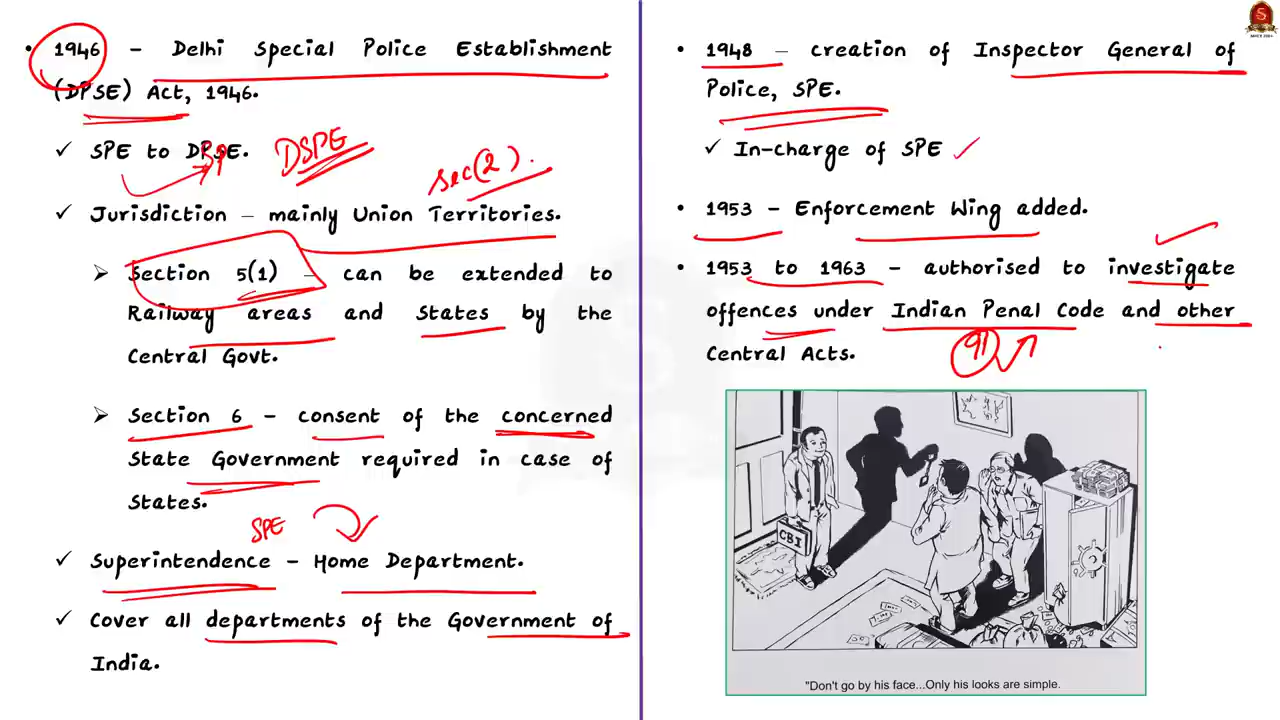 1946 – Delhi Special Police Establishment
(DPSE) Act, 1946.
SPE to DPSE.
DSPE
sec(2).
Jurisdiction – mainly Union Territories.
Section 5(1) – can be extended to
Railway areas and States by the
Central Govt.
Section 6 – consent of the concerned
State Government required in case of
States.
SPE
Superintendence – Home Department.
Cover all departments of the Government of
India.
1948 – creation of Inspector General of
Police, SPE.
In-charge of SPE
1953 – Enforcement Wing added.
1953 to 1963 – authorised to investigate
offences under Indian Penal Code and other
Central Acts.
91
CBI
"Don't go by his face...Only his looks are simple.